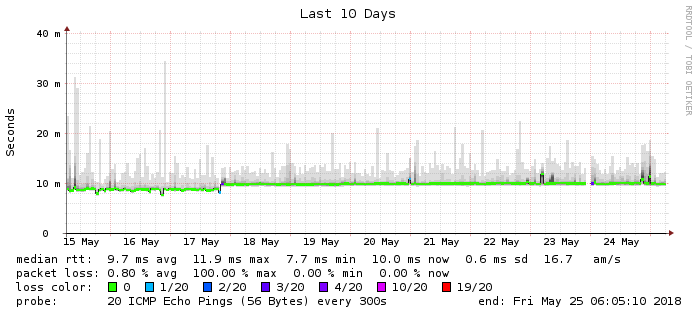 Last 10 Days
RRDTOOL / TOBI OETIKER
Seconds
40 m
30 m
20 m
10 m
0
15 May 16 May 17 May 18 May 19 May 20 May 21 May 22 May 23 May 24 May
median rtt: 9.7 ms avg 11.9 ms max 7.7 ms min 10.0 ms now 0.6 ms sd 16.7 am/s
packet loss: 0.80 % avg 100.00 % max 0.00 % min 0.00 % now
loss color: 0 1/20 2/20 3/20 4/20 10/20 19/20
probe: 20 ICMP Echo Pings (56 Bytes) every 300s end: Fri May 25 06:05:10 2018